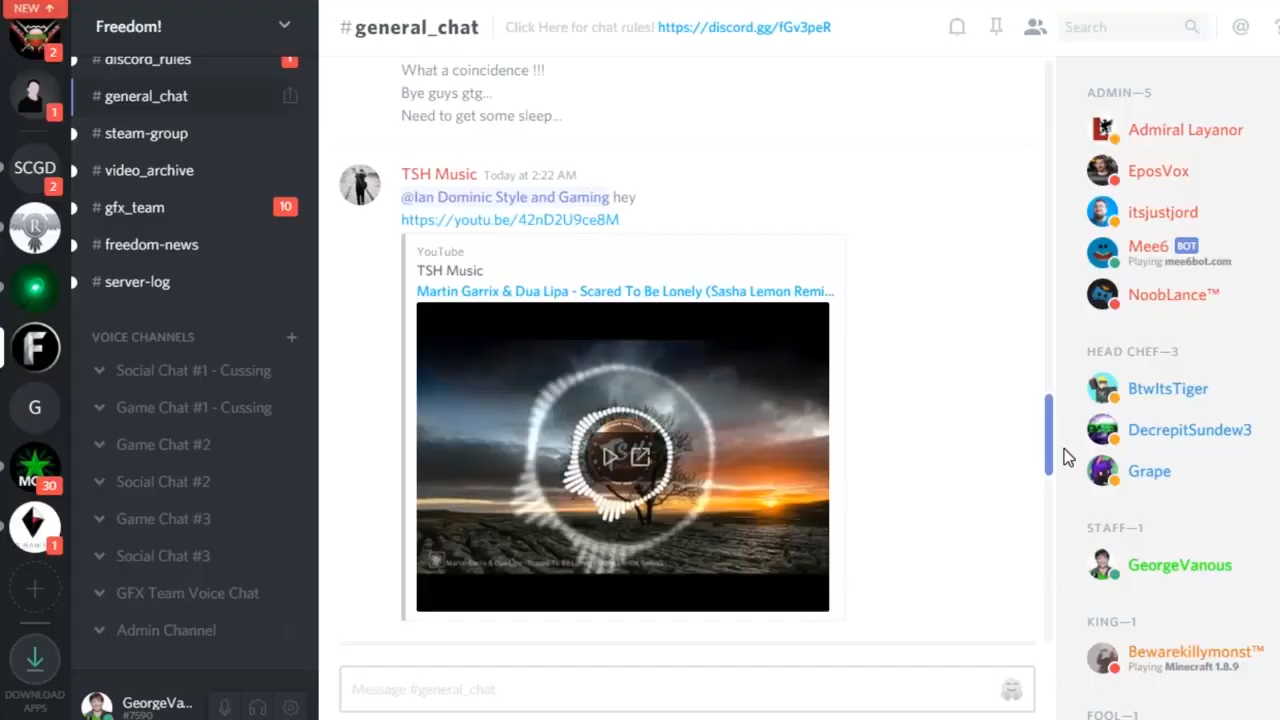 NEW
2
1
SCGD
2
R
F
G
30
1
DOWNLOAD
APPS
Freedom!
# discord_rules
1
# general_chat
# steam-group
# video_archive
# gfx_team
10
# freedom-news
# server-log
VOICE CHANNELS
Social Chat #1 - Cussing
Game Chat #1 - Cussing
Game Chat #2
Social Chat #2
Game Chat #3
Social Chat #3
GFX Team Voice Chat
Admin Channel
GeorgeVa...
#7590
#general_chat
Click Here for chat rules! https://discord.gg/fGv3peR
Search
@
What a coincidence !!!
Bye guys gtg...
Need to get some sleep...
TSH Music Today at 2:22 AM
@Ian Dominic Style and Gaming hey
https://youtu.be/42nD2U9ce8M
YouTube
TSH Music
Martin Garrix & Dua Lipa - Scared To Be Lonely (Sasha Lemon Remi...
Message #general_chat
ADMIN—5
Admiral Layanor
EposVox
itsjustjord
Mee6 BOT
Playing mee6bot.com
NoobLance™
HEAD CHEF—3
BtwItsTiger
DecrepitSundew3
Grape
STAFF—1
GeorgeVanous
KING—1
Bewarekillymonst™
Playing Minecraft 1.8.9
FOOL—1